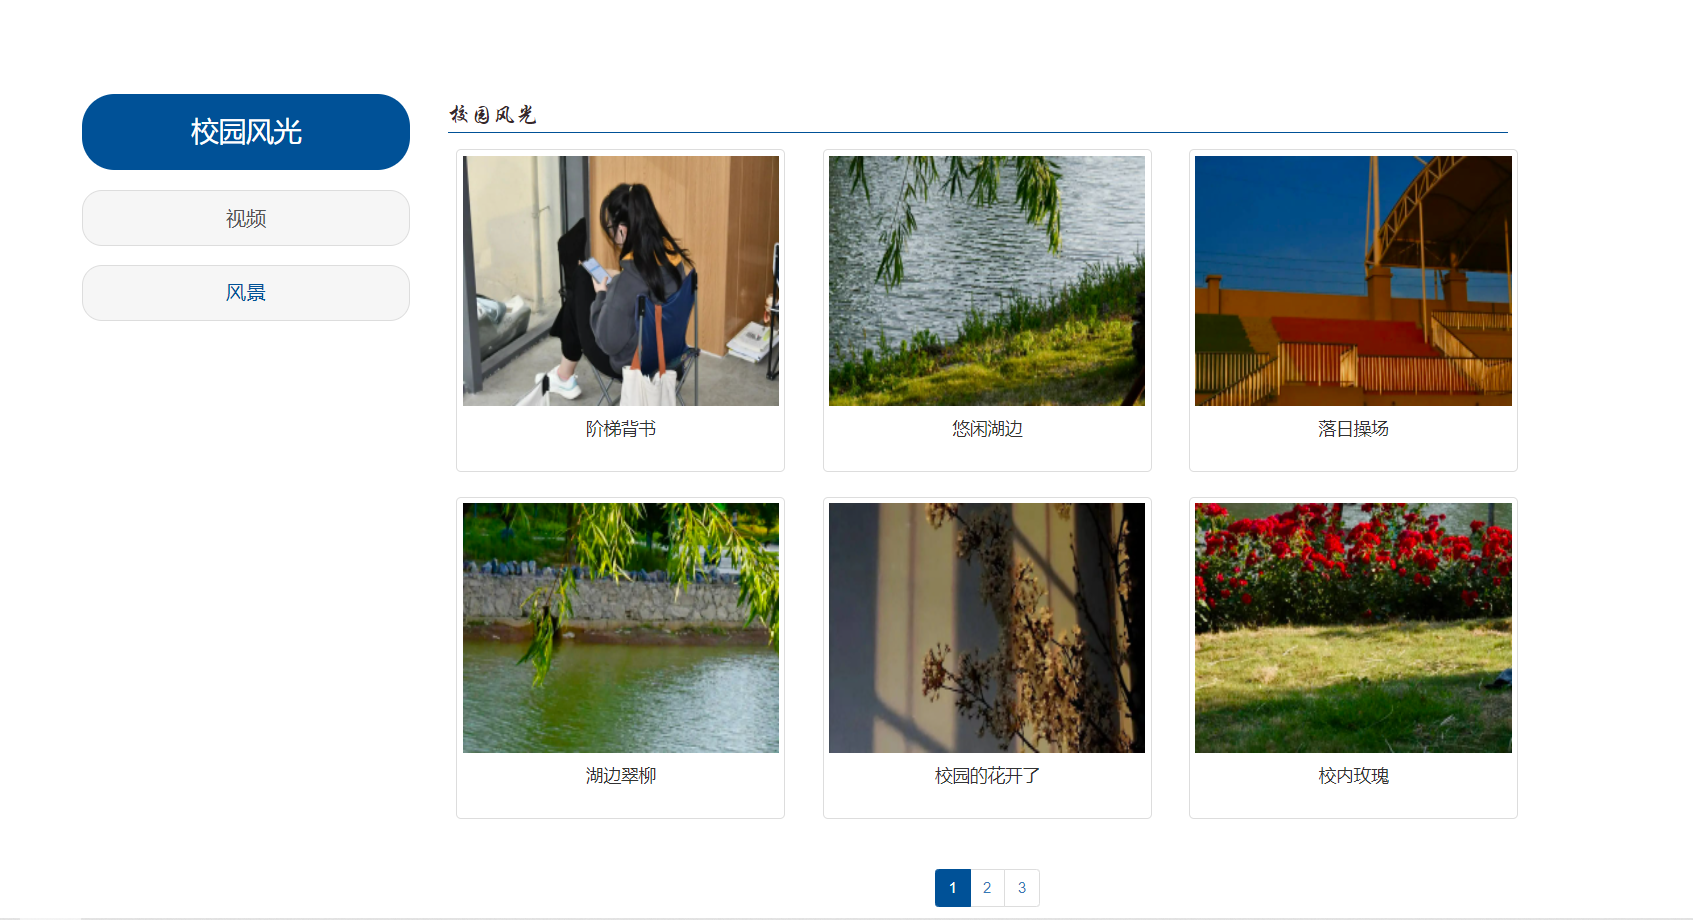 校园风光
视频
风景
校园风光
阶梯背书
悠闲湖边
落日操场
湖边翠柳
校园的花开了
校内玫瑰
1 2 3